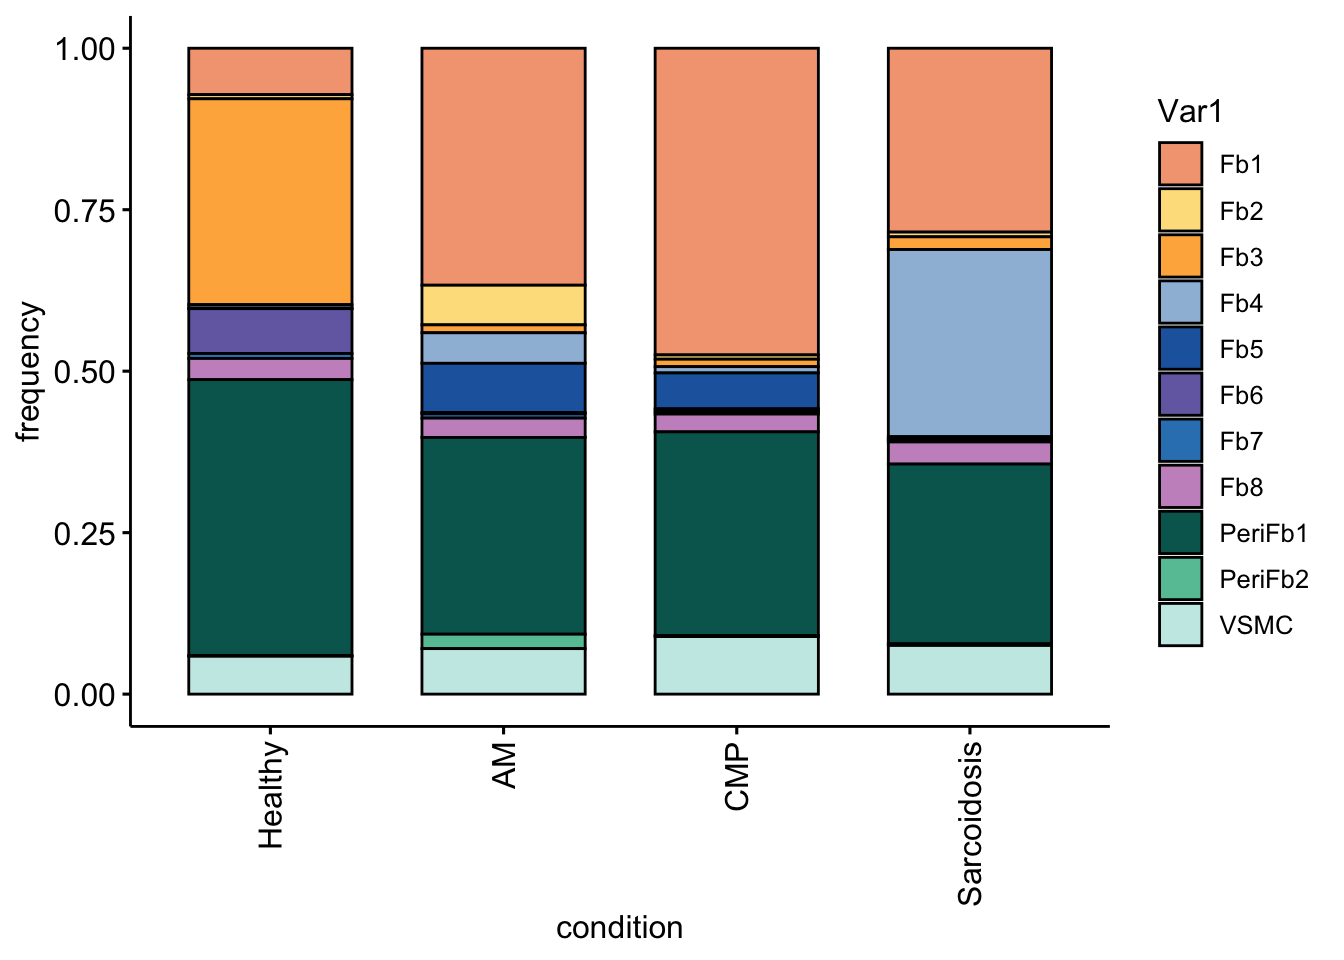 1.00
0.75
0.50
0.25
0.00
frequency
Healthy
AM
CMP
Sarcoidosis
condition
Var1
Fb1
Fb2
Fb3
Fb4
Fb5
Fb6
Fb7
Fb8
PeriFb1
PeriFb2
VSMC